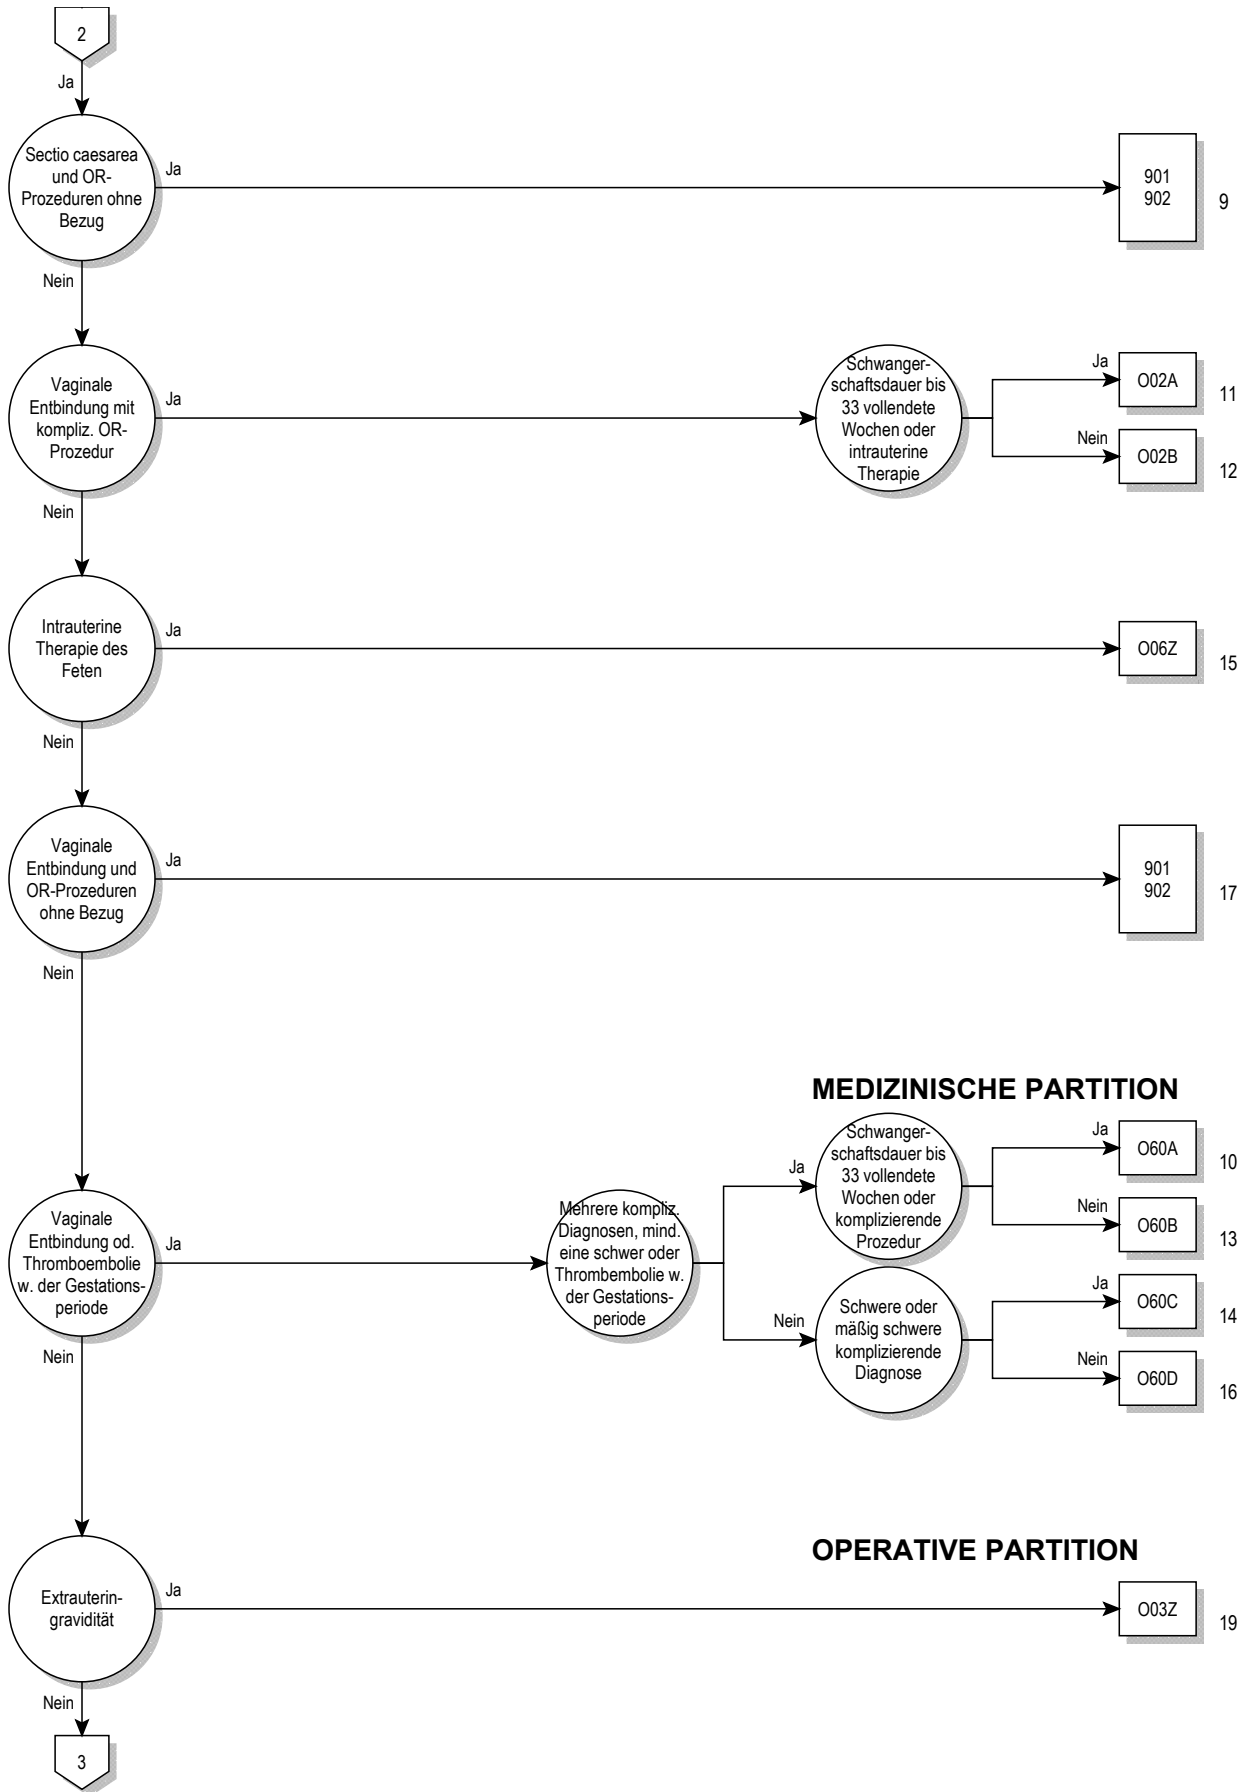 2
Ja
Sectio caesarea
und OR-
Prozeduren ohne
Bezug
Ja
901
902
9
Nein
Vaginale
Entbindung mit
kompliz. OR-
Prozedur
Ja
Schwanger-
schaftsdauer bis
33 vollendete
Wochen oder
intrauterine
Therapie
Ja
O02A
11
Nein
O02B
12
Nein
Intrauterine
Therapie des
Feten
Ja
O06Z
15
Nein
Vaginale
Entbindung und
OR-Prozeduren
ohne Bezug
Ja
901
902
17
Nein
MEDIZINISCHE PARTITION
Vaginale
Entbindung od.
Thromboembolie
w. der Gestations-
periode
Ja
Mehrere kompliz.
Diagnosen, mind.
eine schwer oder
Thrombembolie w.
der Gestations-
periode
Ja
Schwanger-
schaftsdauer bis
33 vollendete
Wochen oder
komplizierende
Prozedur
Ja
O60A
10
Nein
O60B
13
Nein
Schwere oder
mäßig schwere
komplizierende
Diagnose
Ja
O60C
14
Nein
O60D
16
Nein
OPERATIVE PARTITION
Extrauterin-
gravidität
Ja
O03Z
19
Nein
3